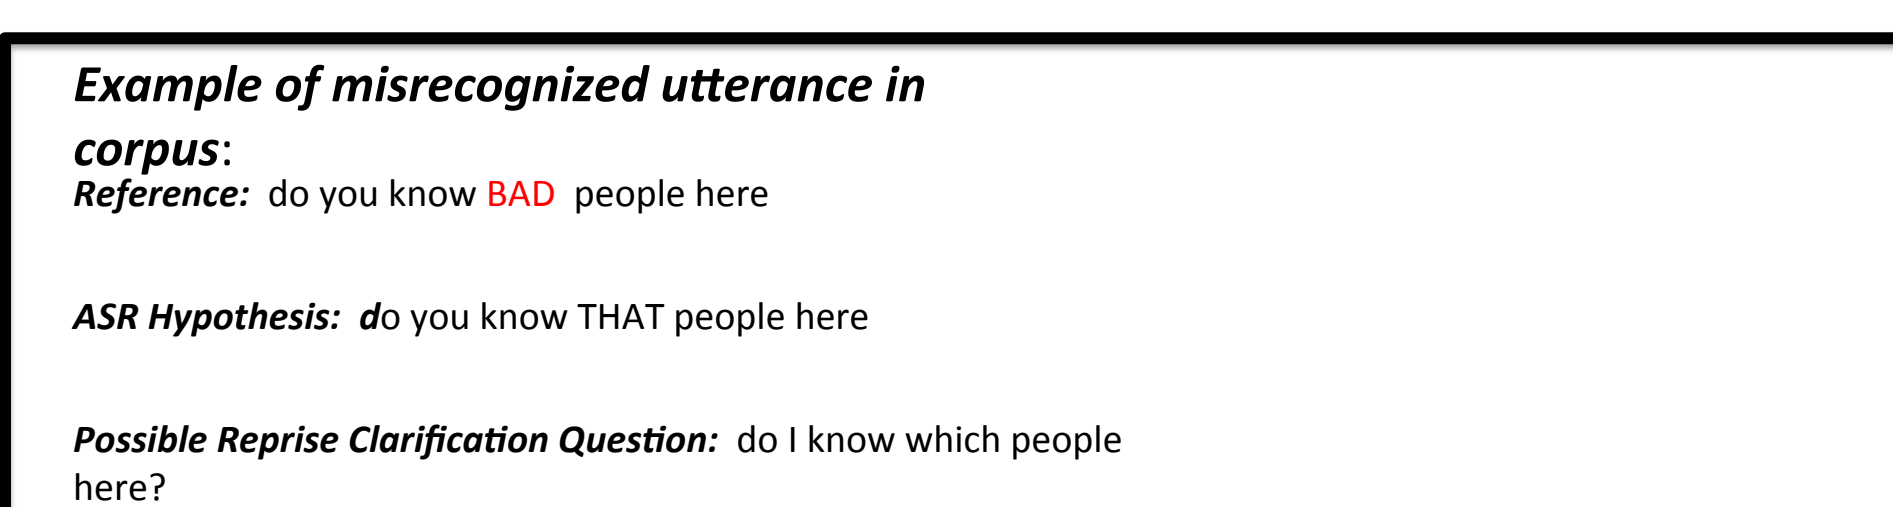 Example of misrecognized utterance in
corpus:
Reference: do you know BAD people here
ASR Hypothesis: do you know THAT people here
Possible Reprise Clarification Question: do I know which people
here?